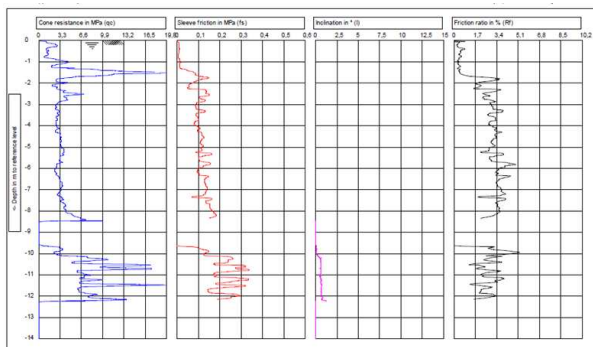 Cone resistance in MPa (qc)
Sleeve friction in MPa (fs)
Inclination in ° (I)
Friction ratio in % (Rf)
0 3,3 6,6 9,9 13,2 16,5 19,8
0 0,1 0,2 0,3 0,4 0,5 0,6
0 2,5 5 7,5 10 12,5 15
0 1,7 3,4 5,1 6,8 8,5 10,2
0
-1
-2
-3
-4
-5
-6
-7
-8
-9
-10
-11
-12
-13
-14
Depth in m to reference level